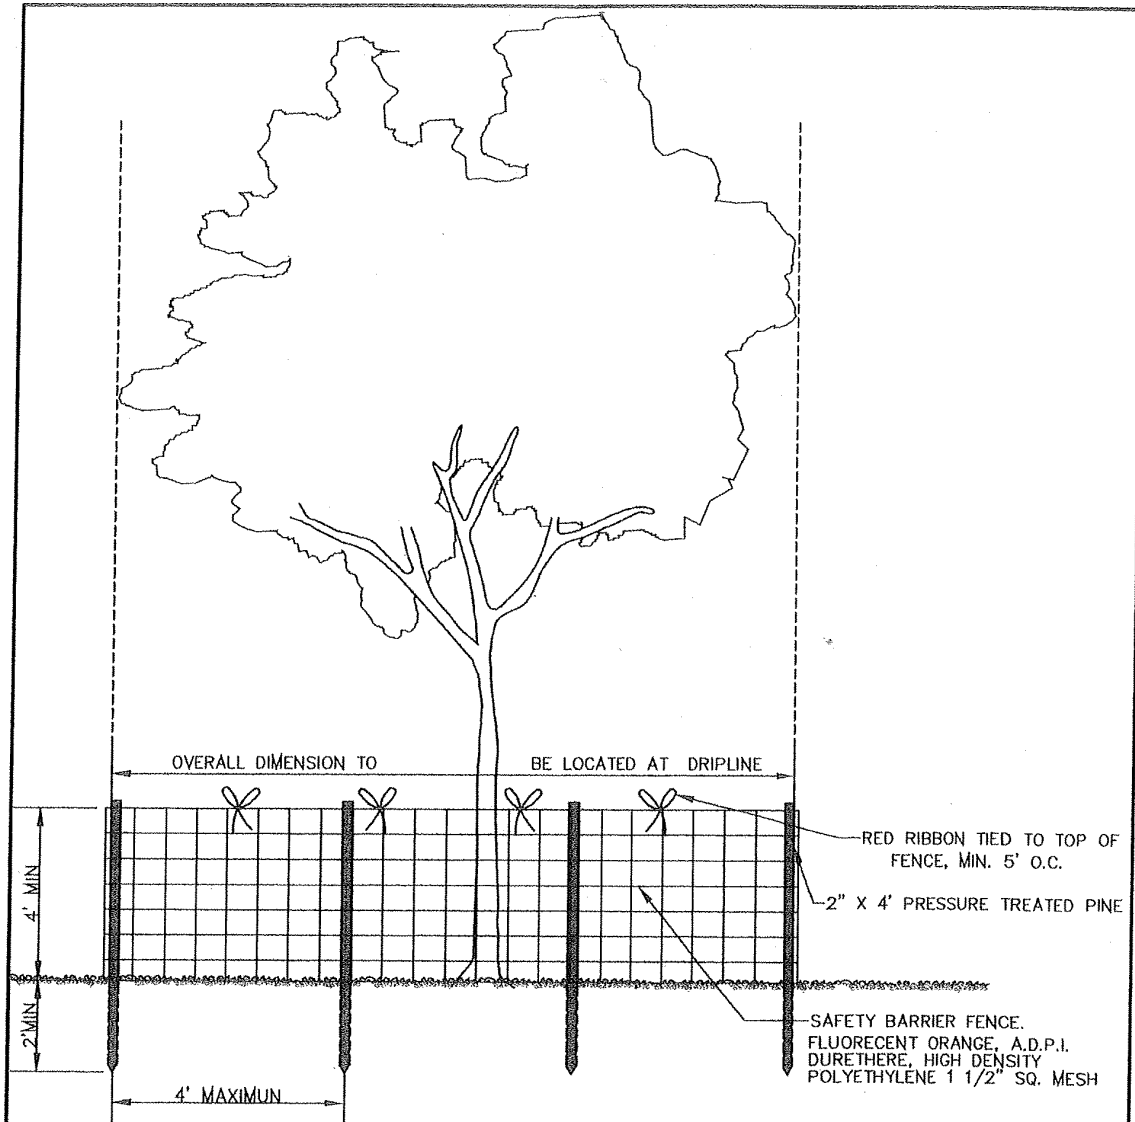 OVERALL DIMENSION TO BE LOCATED AT DRIPLINE
RED RIBBON TIED TO TOP OF
FENCE, MIN. 5' O.C.
4' MIN
2" X 4' PRESSURE TREATED PINE
2'MIN
SAFETY BARRIER FENCE.
FLUORECENT ORANGE, A.D.P.I.
DURETHERE, HIGH DENSITY
POLYETHYLENE 1 1/2" SQ. MESH
4' MAXIMUN